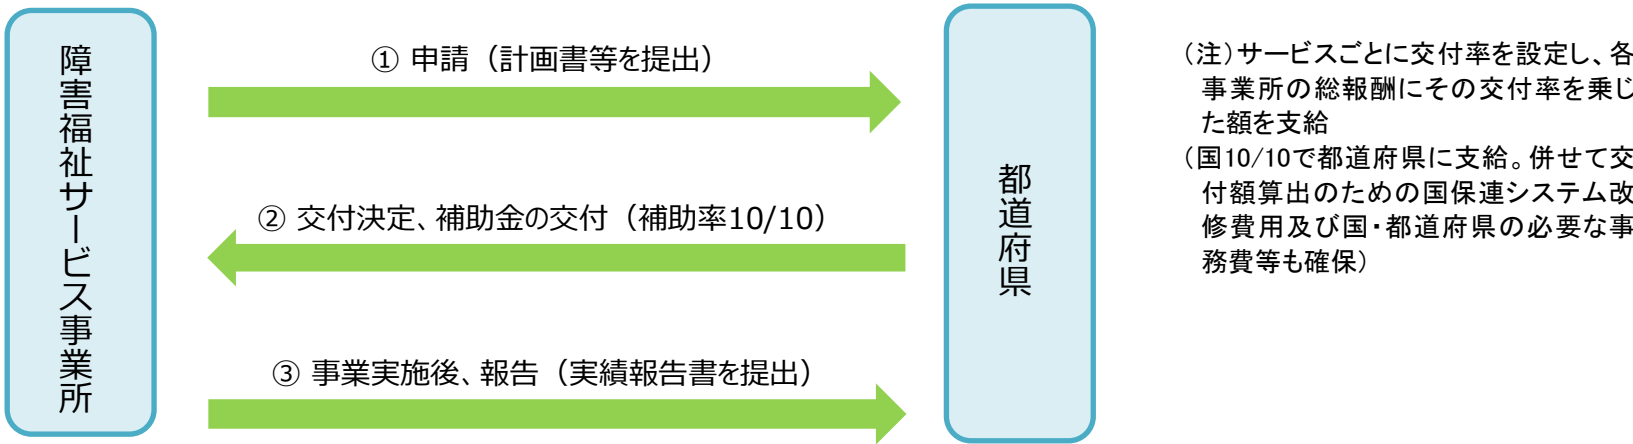 障害福祉サービス事業所
① 申請（計画書等を提出）
② 交付決定、補助金の交付（補助率10/10）
③ 事業実施後、報告（実績報告書を提出）
都道府県
（注）サービスごとに交付率を設定し、各
事業所の総報酬にその交付率を乗じ
た額を支給
（国10/10で都道府県に支給。併せて交
付額算出のための国保連システム改
修費用及び国・都道府県の必要な事
務費等も確保）